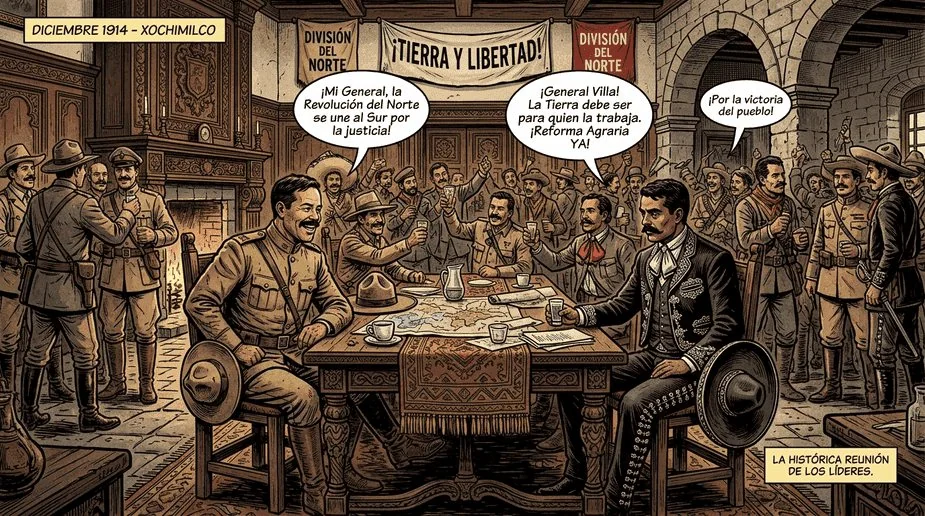 DICIEMBRE 1914 - XOCHIMILCO
DIVISIÓN
DEL
NORTE
¡TIERRA Y LIBERTAD!
DIVISIÓN
DEL
NORTE
¡Mi General, la
Revolución del Norte
se une al Sur por
la justicia!
¡General Villa!
La Tierra debe ser
para quien la trabaja.
¡Reforma Agraria
YA!
¡Por la victoria
del pueblo!
LA HISTÓRICA REUNIÓN
DE LOS LÍDERES.